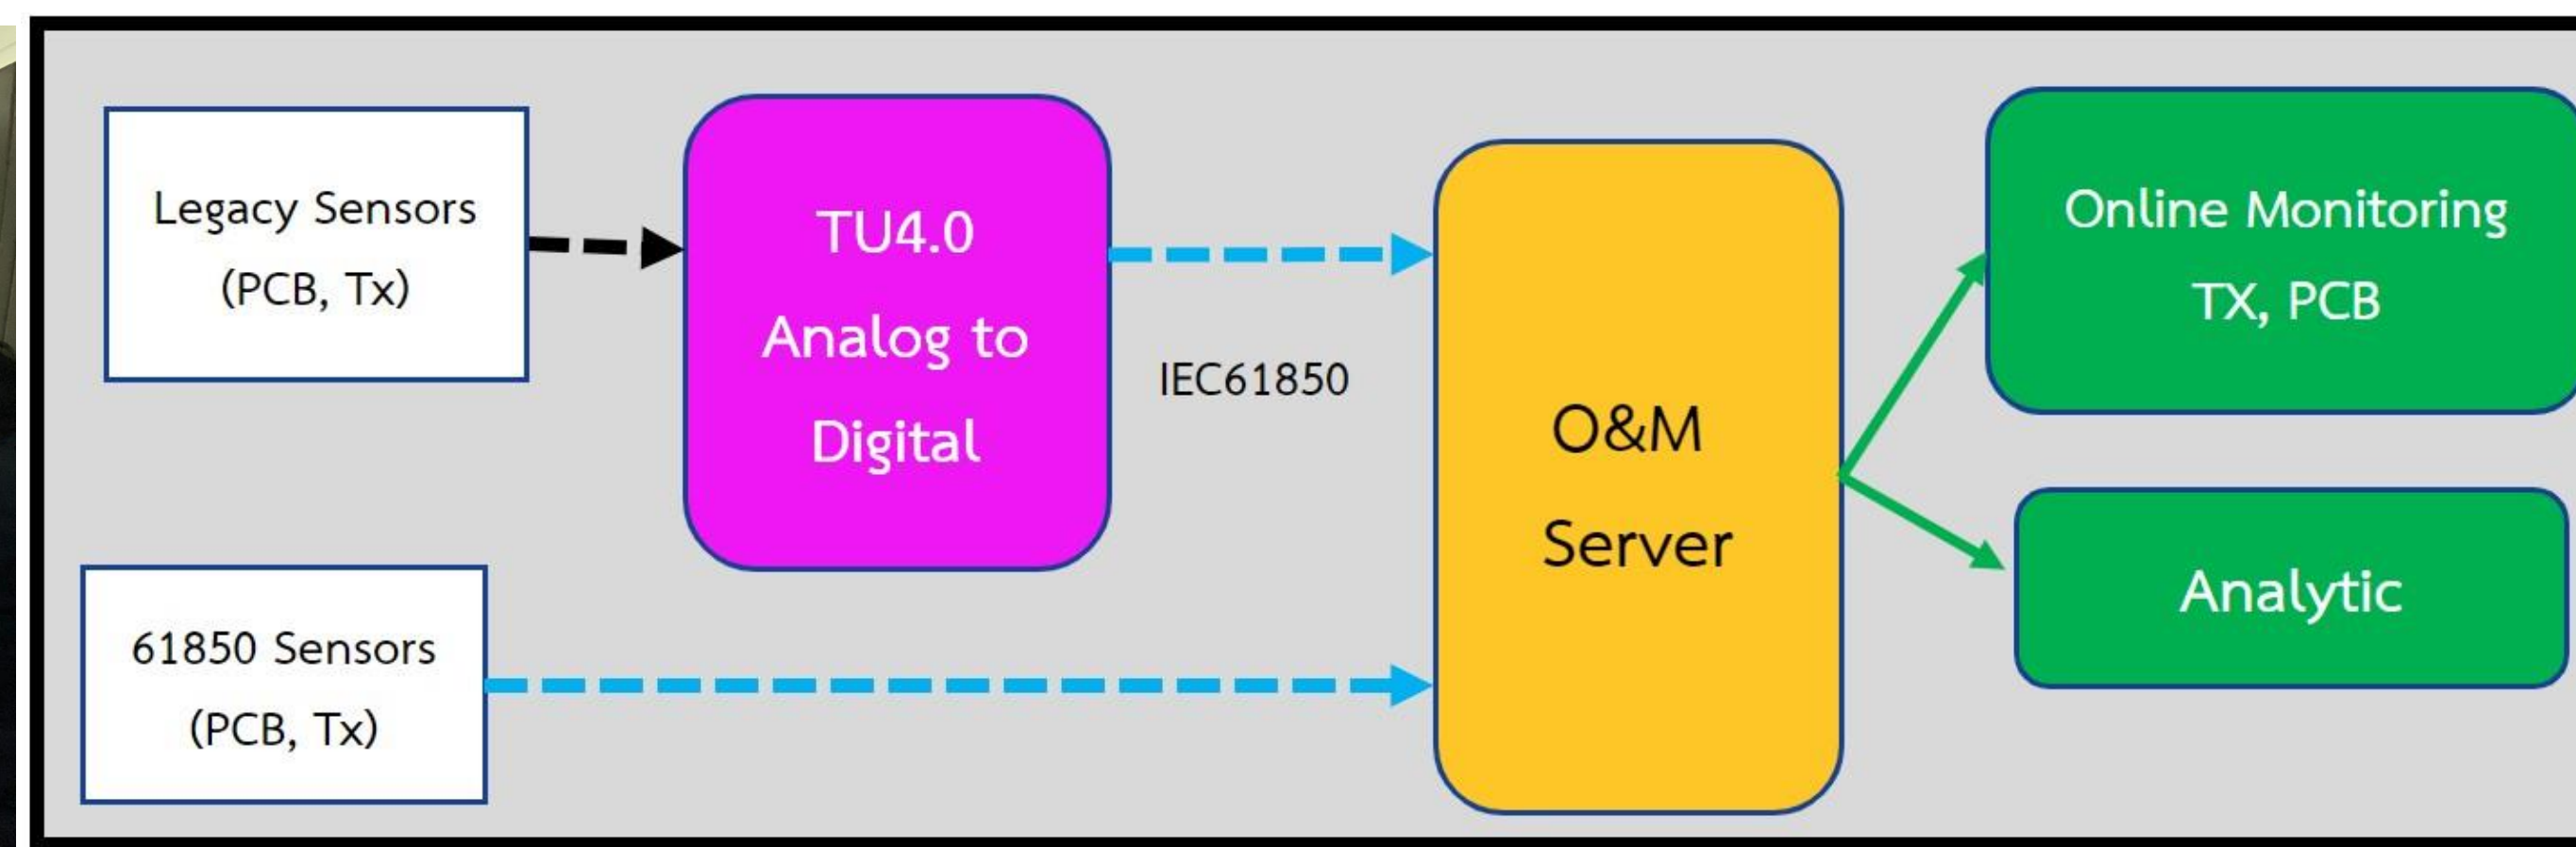 Legacy Sensors
(PCB, Tx)
TU4.0
Analog to
Digital
IEC61850
61850 Sensors
(PCB, Tx)
O&M
Server
Online Monitoring
TX, PCB
Analytic